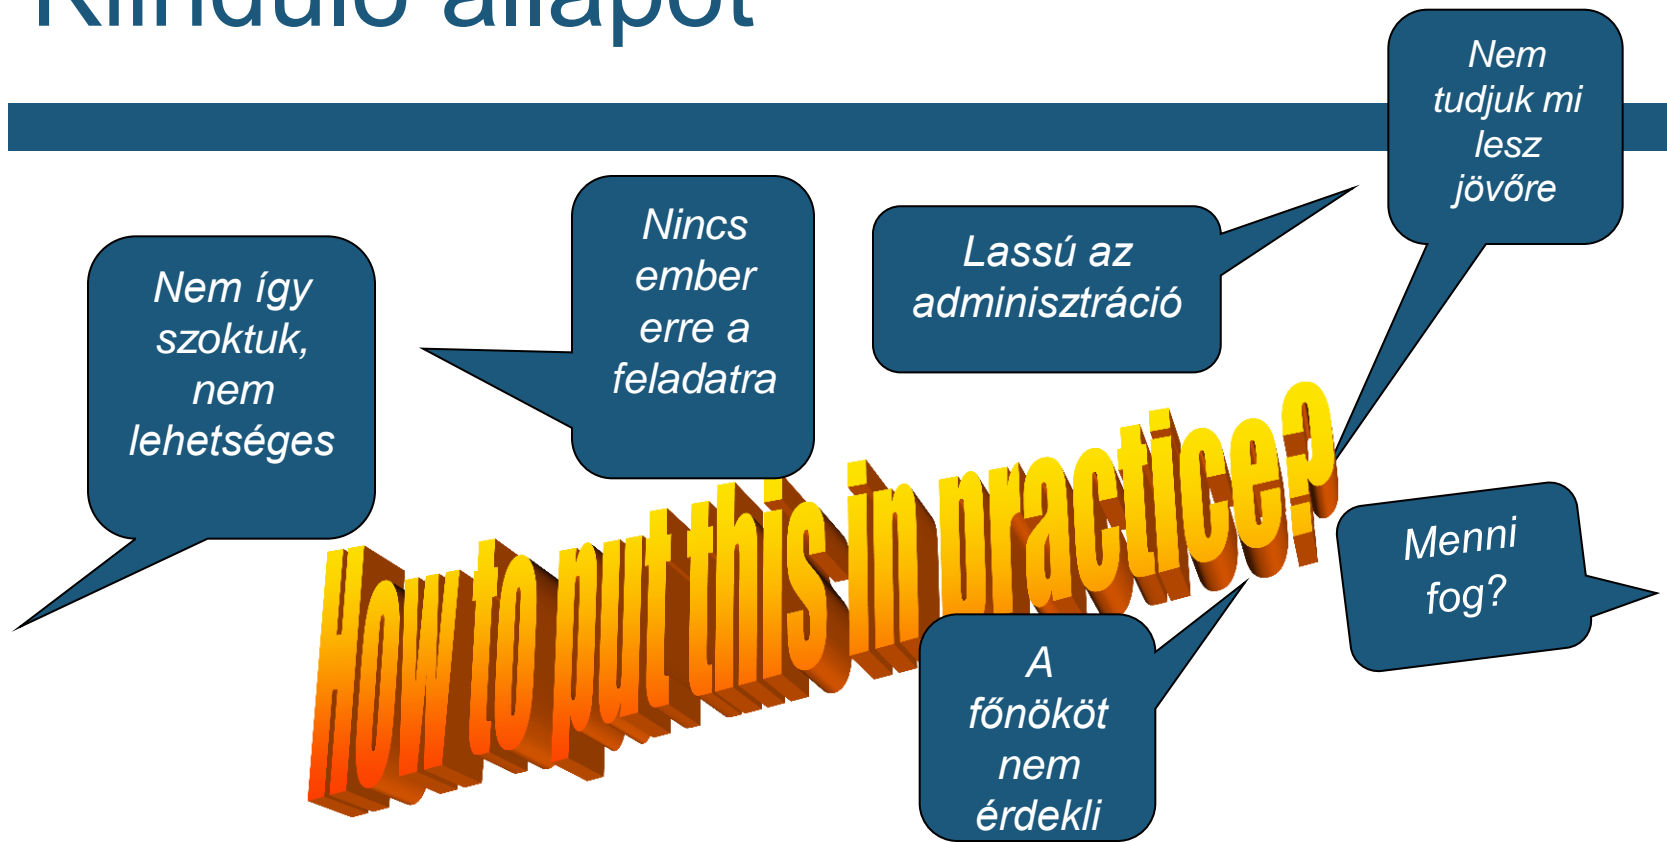 Kiinduló állapot
Nem
tudjuk mi
lesz
jövőre
Nincs
ember
erre a
feladatra
Lassú az
adminisztráció
Nem így
szoktuk,
nem
lehetséges
How to put this in practice?
Menni
fog?
A
főnököt
nem
érdekli